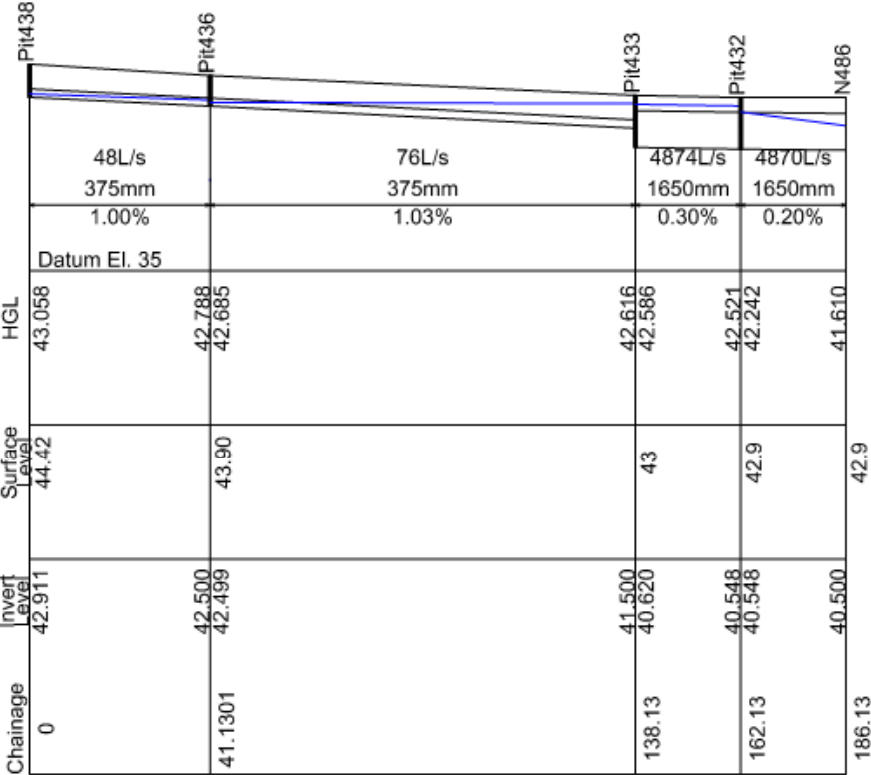 Pit438
Pit436
Pit433
Pit432
N486
48L/s
76L/s
4874L/s
4870L/s
375mm
375mm
1650mm
1650mm
1.00%
1.03%
0.30%
0.20%
Datum El. 35
HGL
43.058
42.788
42.685
42.616
42.586
42.521
42.242
41.610
Surface
Level
44.42
43.90
43
42.9
42.9
Invert
Level
42.911
42.500
42.499
41.500
40.620
40.548
40.548
40.500
Chainage
0
41.1301
138.13
162.13
186.13